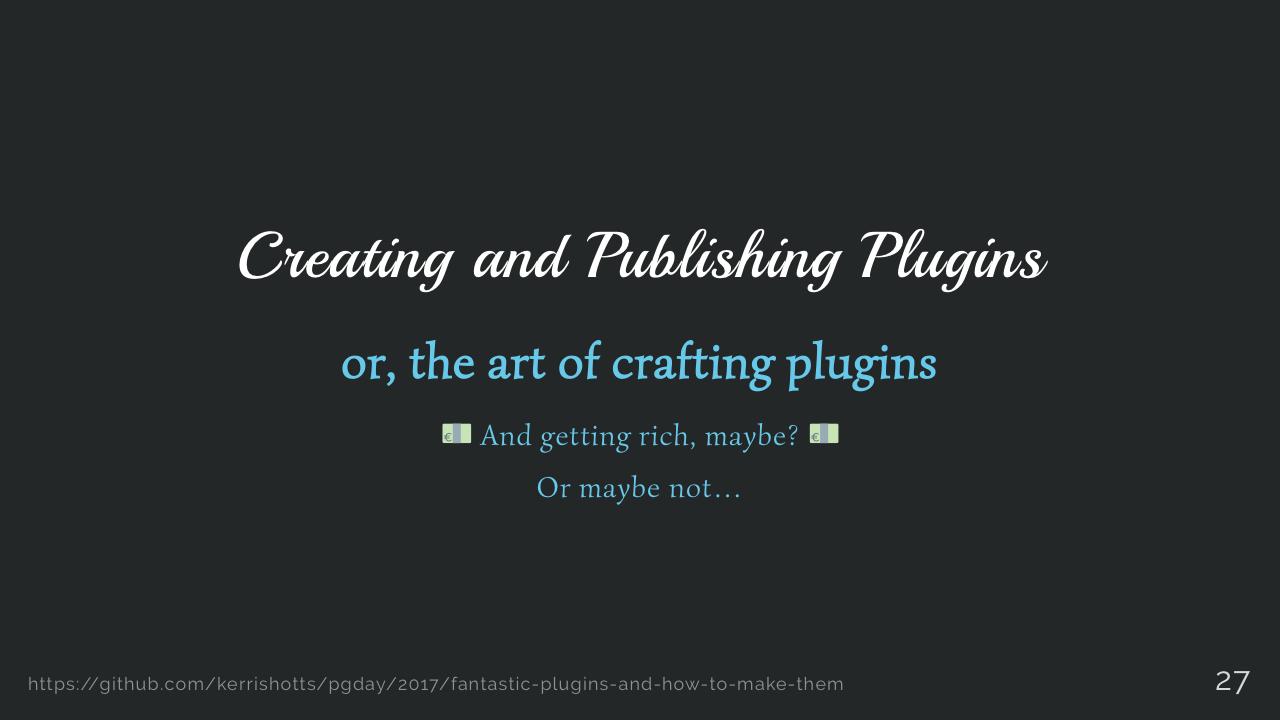 Creating and Publishing Plugins
or, the art of crafting plugins
💶 And getting rich, maybe? 💶
Or maybe not…
https://github.com/kerrishotts/pgday/2017/fantastic-plugins-and-how-to-make-them
27